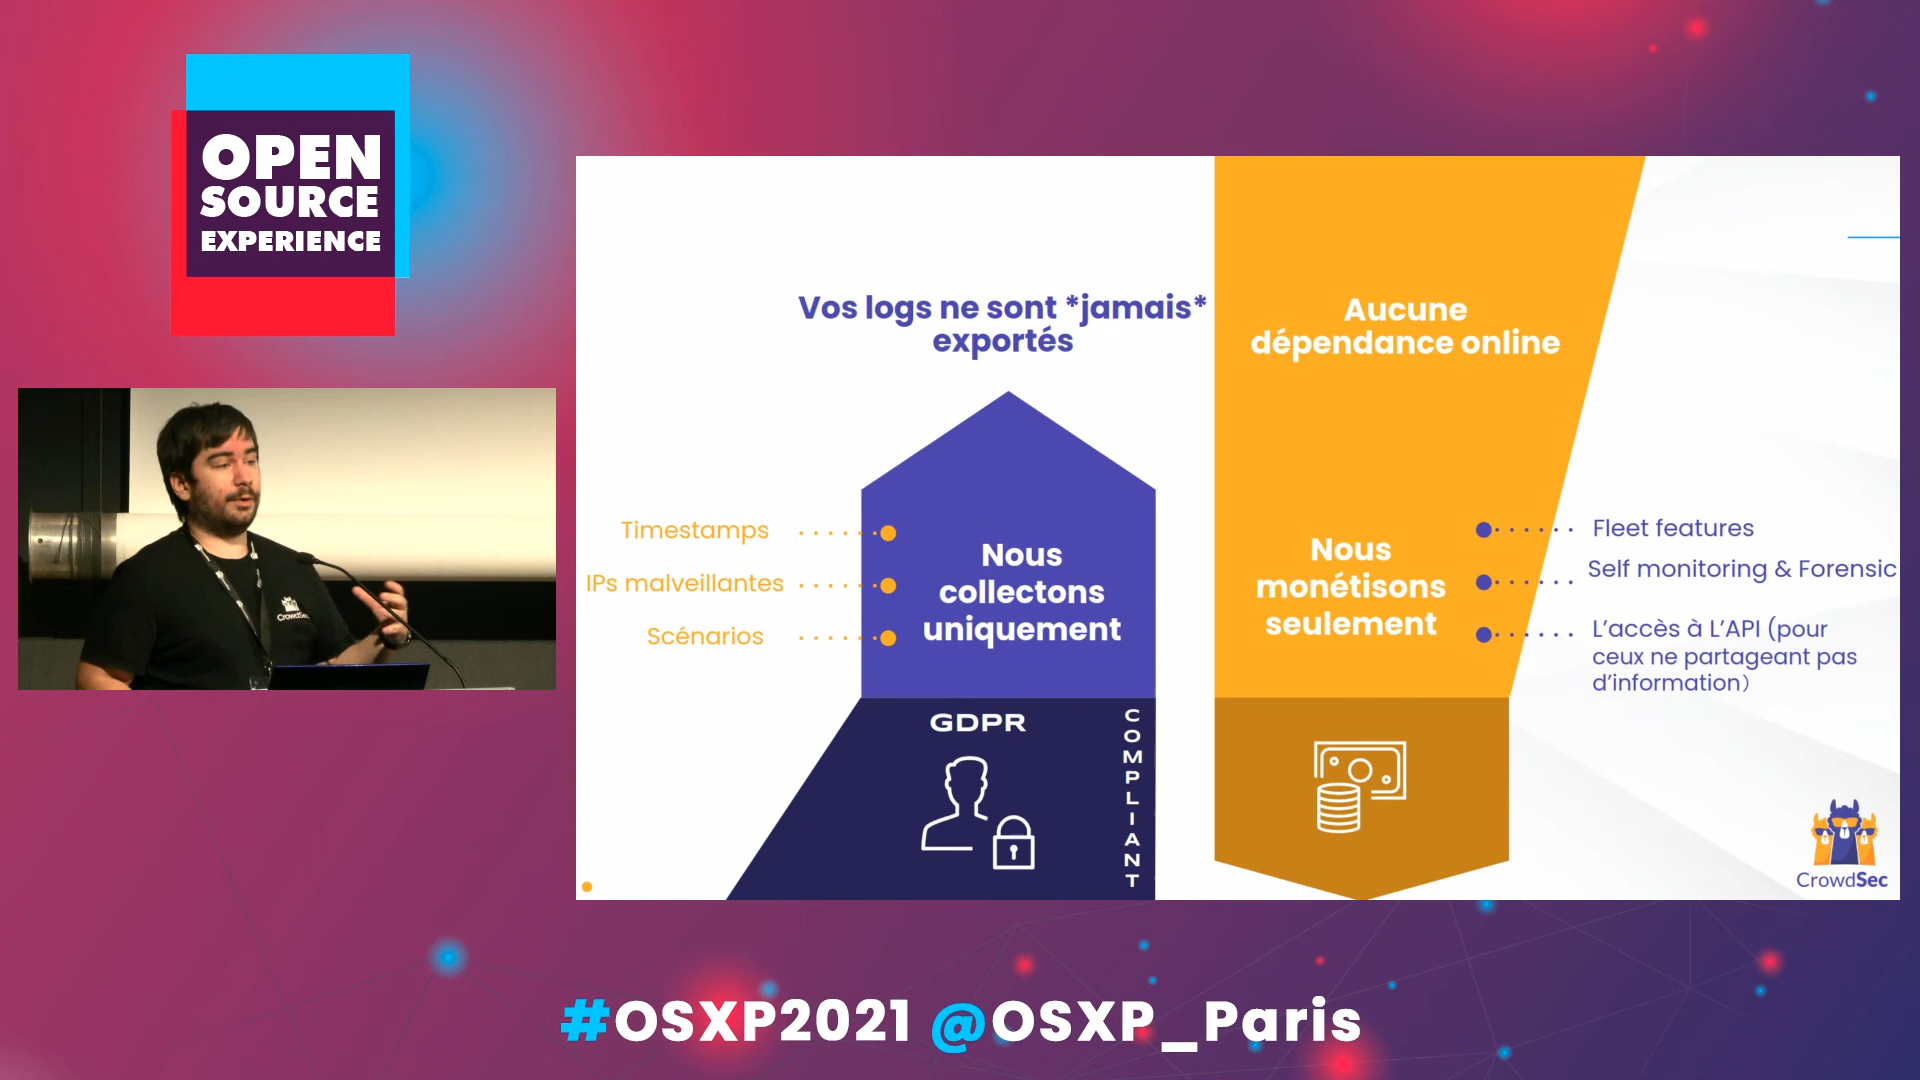 OPEN
SOURCE
EXPERIENCE
Vos logs ne sont *jamais*
exportés
Timestamps
IPs malveillantes
Scénarios
Nous
collectons
uniquement
GDPR
COMPLIANT
Aucune
dépendance online
Nous
monétisons
seulement
Fleet features
Self monitoring & Forensic
L'accès à L'API (pour
ceux ne partageant pas
d'information)
CrowdSec
CrowdSec
#OSXP2021 @OSXP_Paris